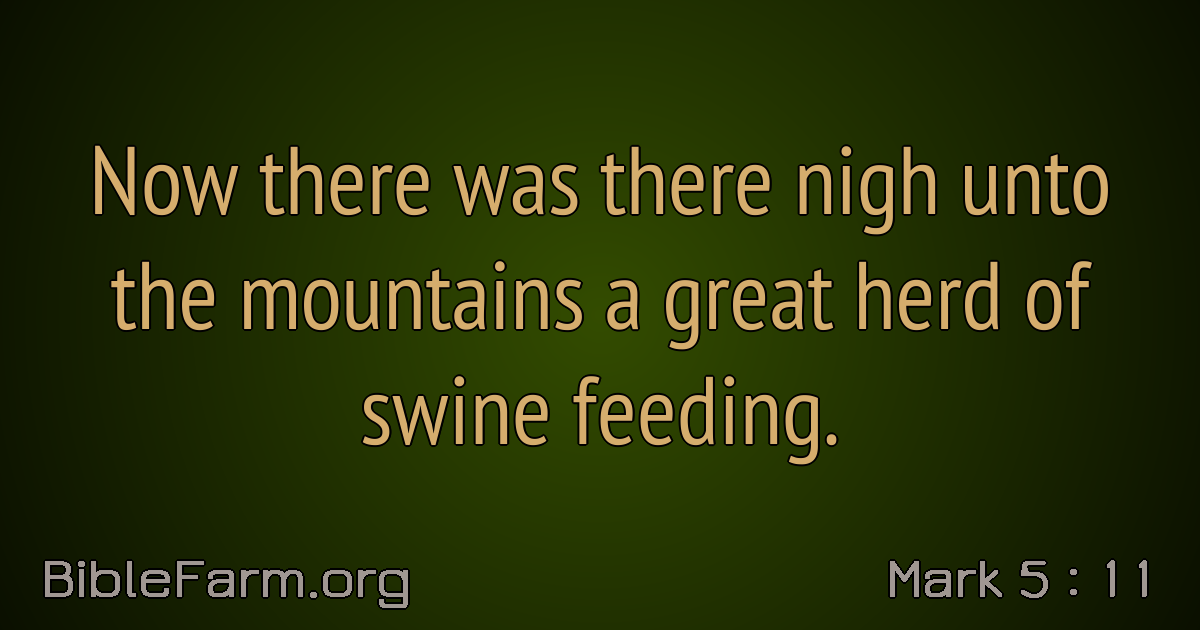 Now there was there nigh unto
the mountains a great herd of
swine feeding.
BibleFarm.org
Mark 5 : 11